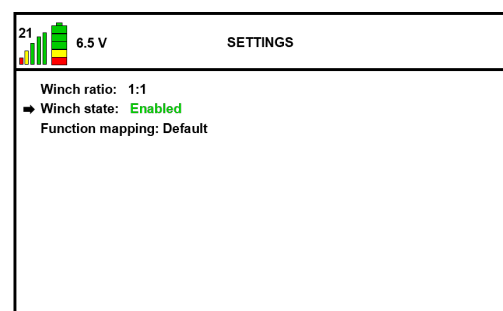 21
6.5 V
SETTINGS
Winch ratio: 1:1
Winch state: Enabled
Function mapping: Default